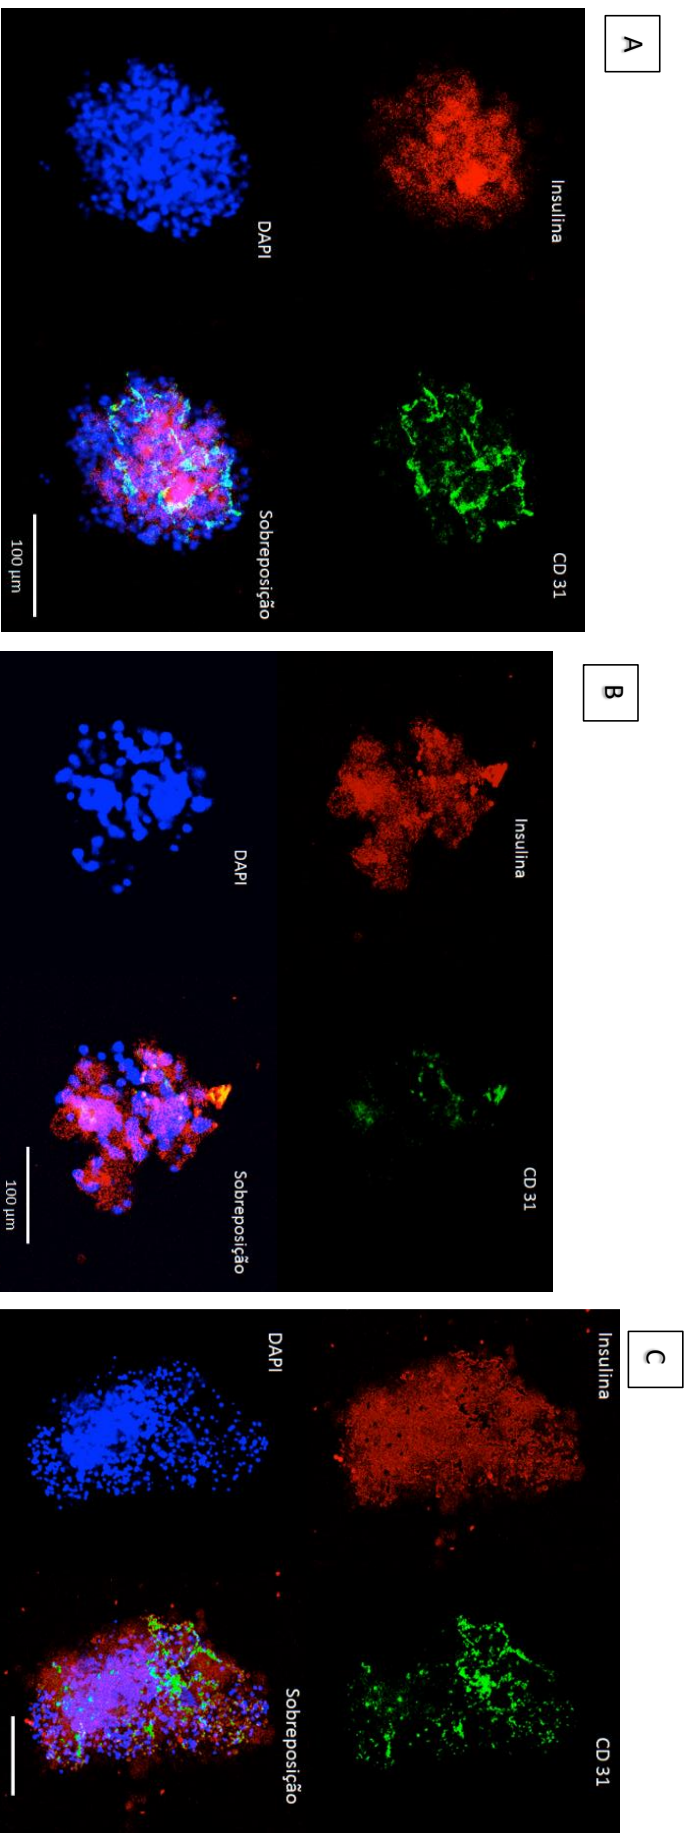 A
Insulina
CD 31
DAPI
Sobreposição
100 µm
B
Insulina
CD 31
DAPI
Sobreposição
100 µm
C
Insulina
CD 31
DAPI
Sobreposição